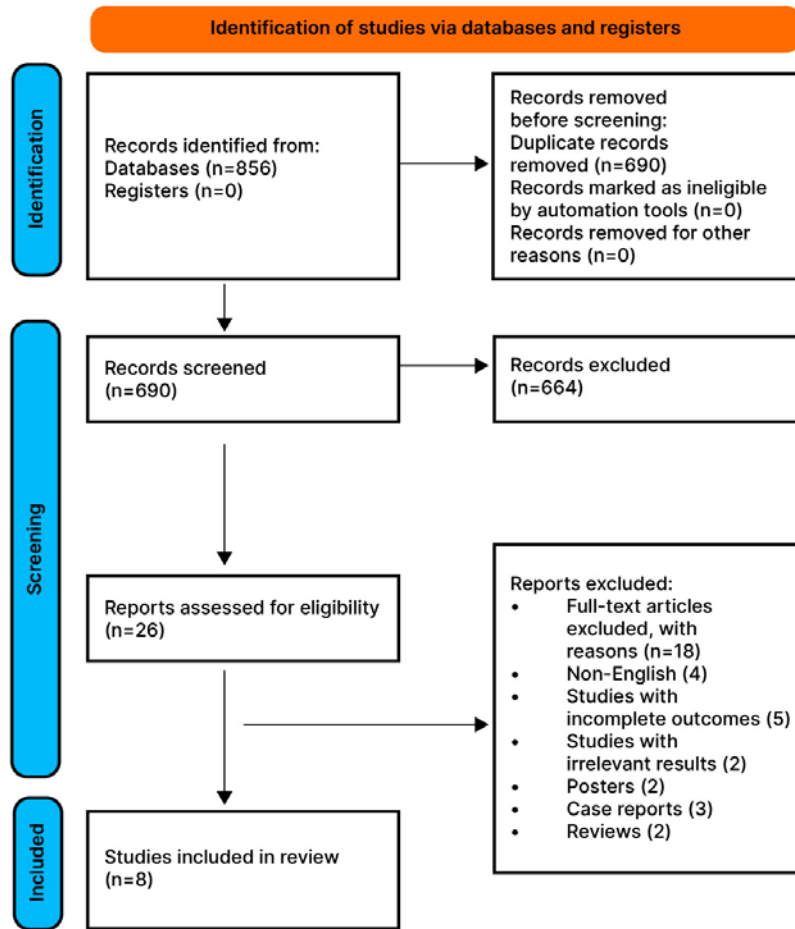 Identification of studies via databases and registers
Identification
Records identified from:
Databases (n=856)
Registers (n=0)
Records removed
before screening:
Duplicate records
removed (n=690)
Records marked as ineligible
by automation tools (n=0)
Records removed for other
reasons (n=0)
Screening
Records screened
(n=690)
Records excluded
(n=664)
Reports assessed for eligibility
(n=26)
Reports excluded:
• Full-text articles
excluded, with
reasons (n=18)
• Non-English (4)
• Studies with
incomplete outcomes (5)
• Studies with
irrelevant results (2)
• Posters (2)
• Case reports (3)
• Reviews (2)
Included
Studies included in review
(n=8)